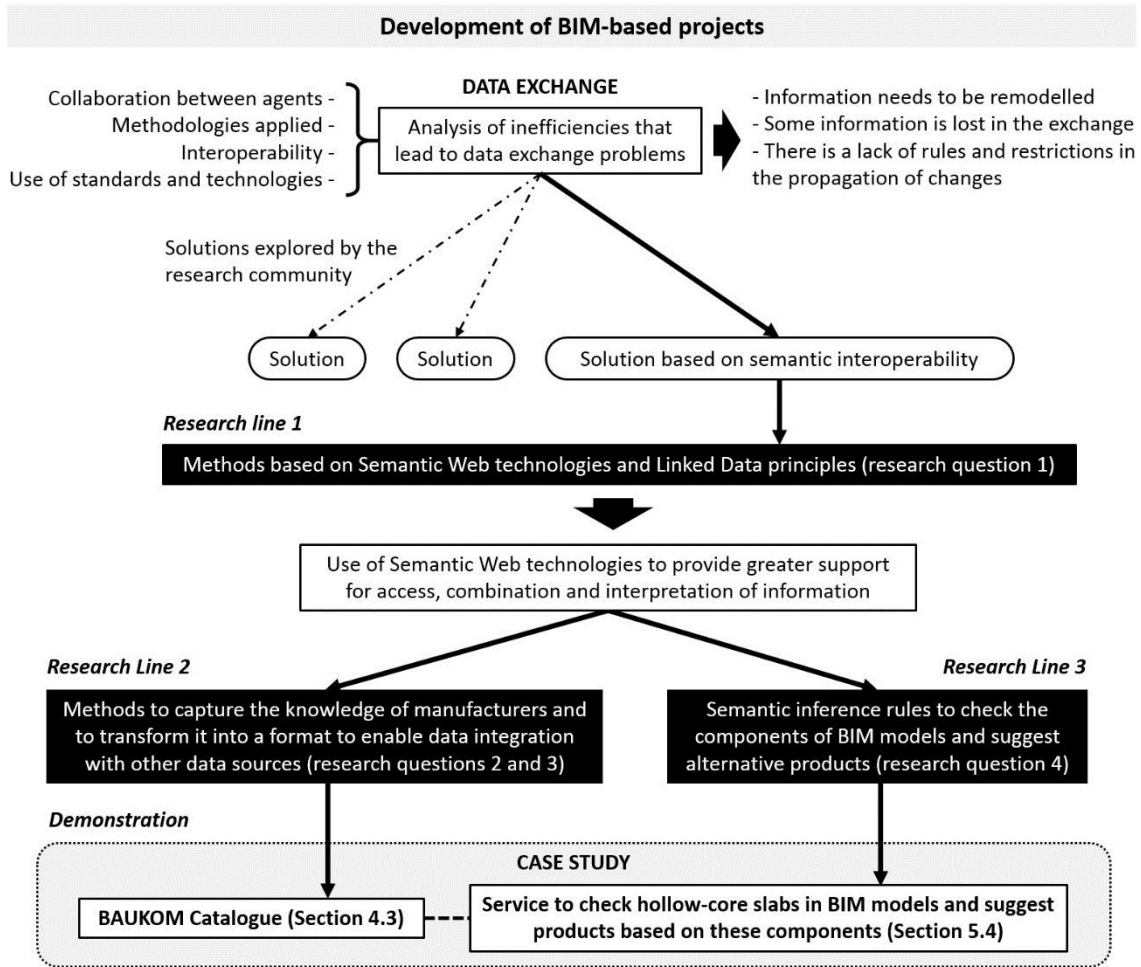 Development of BIM-based projects
DATA EXCHANGE
Collaboration between agents -
Methodologies applied -
Interoperability -
Use of standards and technologies -
Analysis of inefficiencies that
lead to data exchange problems
- Information needs to be remodelled
- Some information is lost in the exchange
- There is a lack of rules and restrictions in
the propagation of changes
Solutions explored by the
research community
Solution
Solution
Solution based on semantic interoperability
Research line 1
Methods based on Semantic Web technologies and Linked Data principles (research question 1)
Use of Semantic Web technologies to provide greater support
for access, combination and interpretation of information
Research Line 2
Methods to capture the knowledge of manufacturers and
to transform it into a format to enable data integration
with other data sources (research questions 2 and 3)
Research Line 3
Semantic inference rules to check the
components of BIM models and suggest
alternative products (research question 4)
Demonstration
CASE STUDY
BAUKOM Catalogue (Section 4.3)
Service to check hollow-core slabs in BIM models and suggest
products based on these components (Section 5.4)